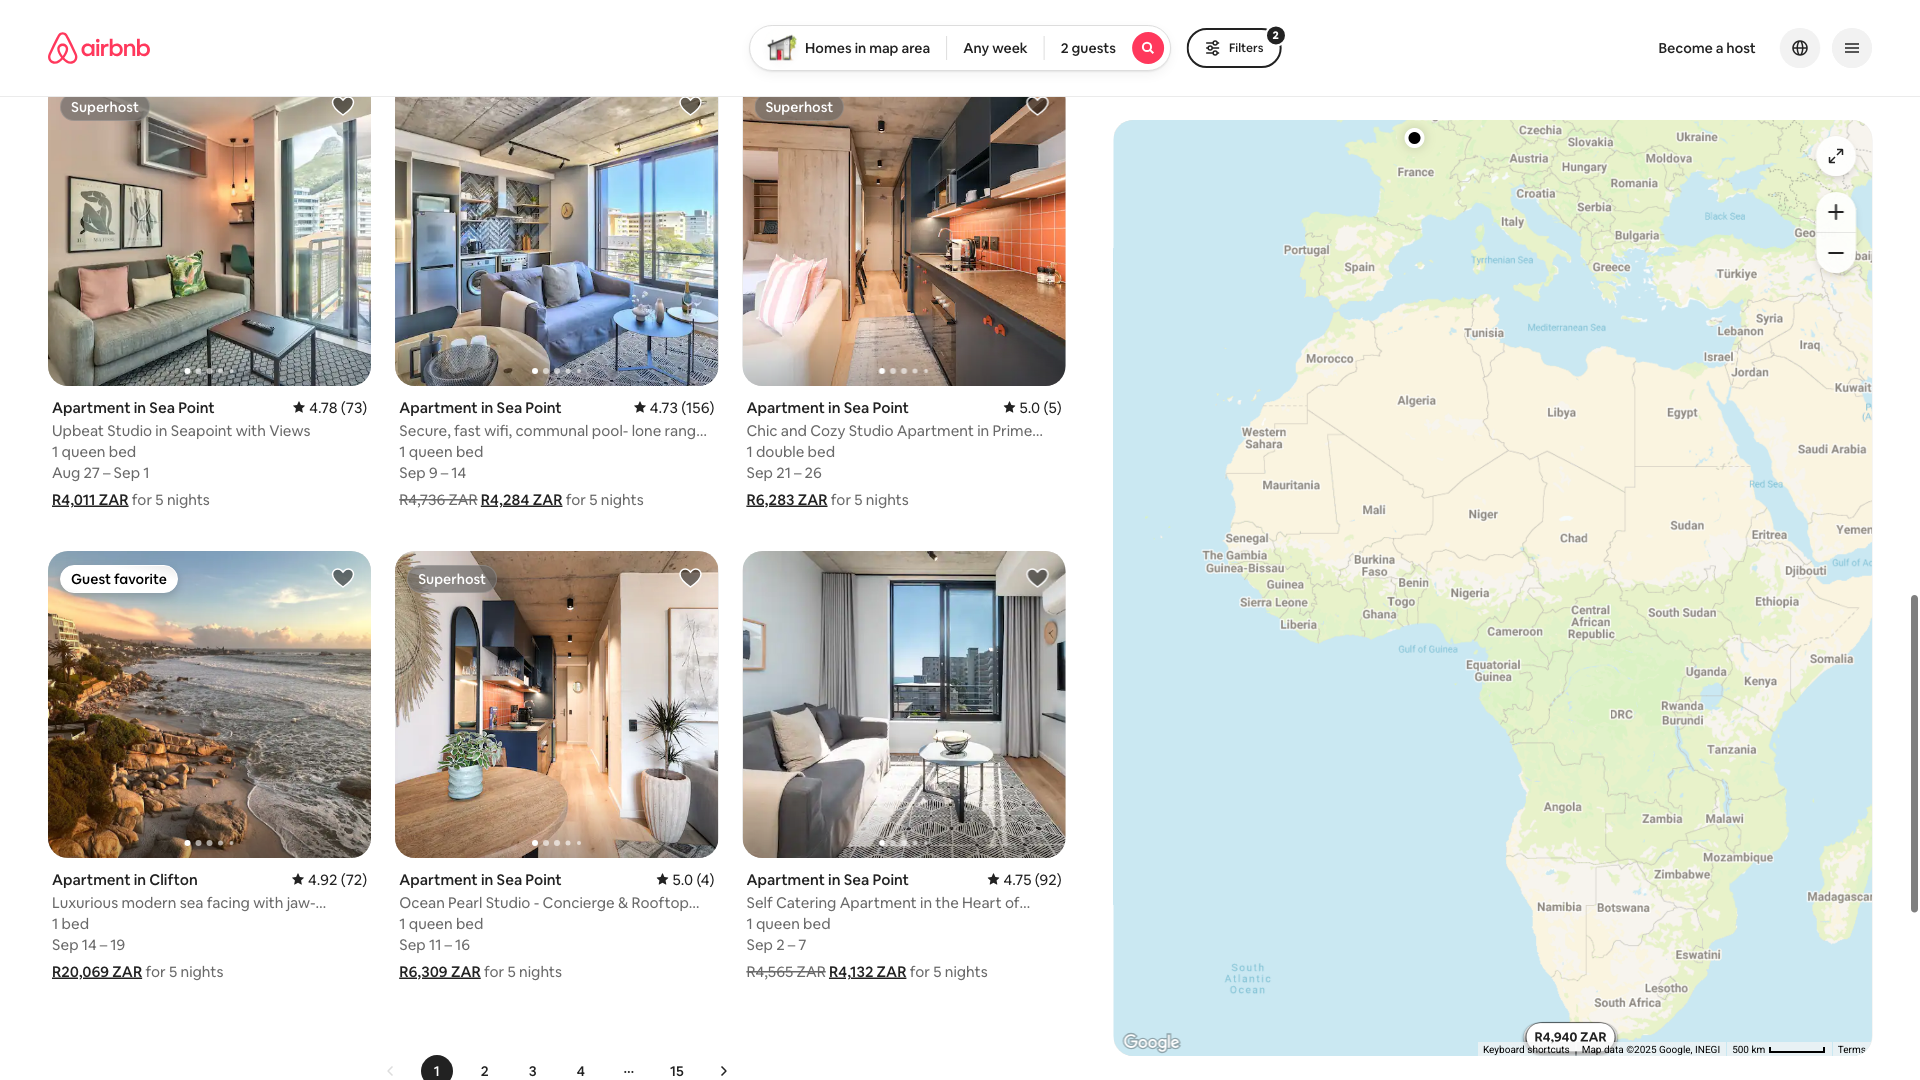 airbnb
Homes in map area
Any week
2 guests
Filters
2
Become a host
Superhost
Superhost
Apartment in Sea Point
4.78 (73)
Upbeat Studio in Seapoint with Views
1 queen bed
Aug 27 – Sep 1
R4,011 ZAR for 5 nights
Apartment in Sea Point
4.73 (156)
Secure, fast wifi, communal pool- lone rang...
1 queen bed
Sep 9 – 14
R4,736 ZAR R4,284 ZAR for 5 nights
Apartment in Sea Point
5.0 (5)
Chic and Cozy Studio Apartment in Prime...
1 double bed
Sep 21 – 26
R6,283 ZAR for 5 nights
Guest favorite
Superhost
Apartment in Clifton
4.92 (72)
Luxurious modern sea facing with jaw-...
1 bed
Sep 14 – 19
R20,069 ZAR for 5 nights
Apartment in Sea Point
5.0 (4)
Ocean Pearl Studio - Concierge & Rooftop...
1 queen bed
Sep 11 – 16
R6,309 ZAR for 5 nights
Apartment in Sea Point
4.75 (92)
Self Catering Apartment in the Heart of...
1 queen bed
Sep 2 – 7
R4,565 ZAR R4,132 ZAR for 5 nights
1
2
3
4
...
15
Czechia
Ukraine
Slovakia
Austria
Moldova
Hungary
France
Romania
Croatia
Serbia
Italy
Black Sea
Bulgaria
Geo
Portugal
Tyrrhenian Sea
Spain
Greece
Türkiye
Mediterranean Sea
Tunisia
Syria
Lebanon
Iraq
Morocco
Israel
Jordan
Kuwait
Algeria
Libya
Egypt
Western
Sahara
Saudi Arabia
Mauritania
Red Sea
Mali
Niger
Sudan
Yemen
Senegal
Chad
Eritrea
The Gambia
Guinea-Bissau
Burkina
Faso
Gulf of
Djibouti
Guinea
Benin
Nigeria
Sierra Leone
Togo
Ghana
Ethiopia
Central
African
Republic
South Sudan
Liberia
Cameroon
Gulf of Guinea
Somalia
Equatorial
Guinea
Uganda
Kenya
DRC
Rwanda
Burundi
Tanzania
Angola
Zambia
Malawi
Mozambique
Zimbabwe
Namibia
Botswana
Madagascar
Eswatini
South
Atlantic
Ocean
Lesotho
South Africa
R4,940 ZAR
Google
Keyboard shortcuts
Map data ©2025 Google, INEGI
500 km
Terms